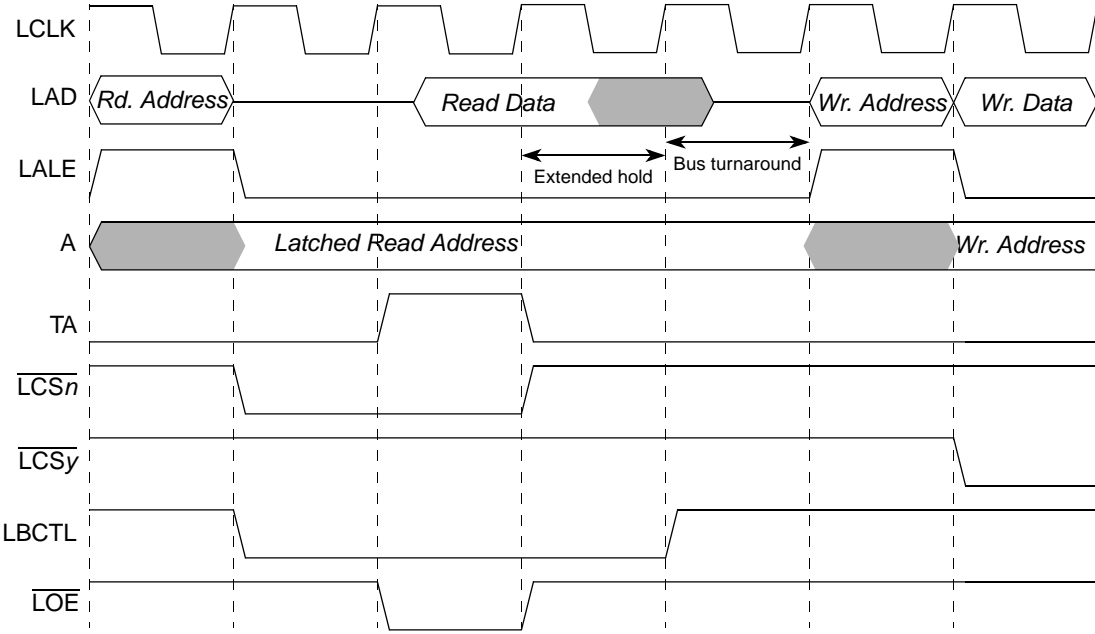 LCLK
LAD
Rd. Address
Read Data
Wr. Address
Wr. Data
Extended hold
Bus turnaround
LALE
A
Latched Read Address
Wr. Address
TA
LCSn
LCSy
LBCTL
LOE